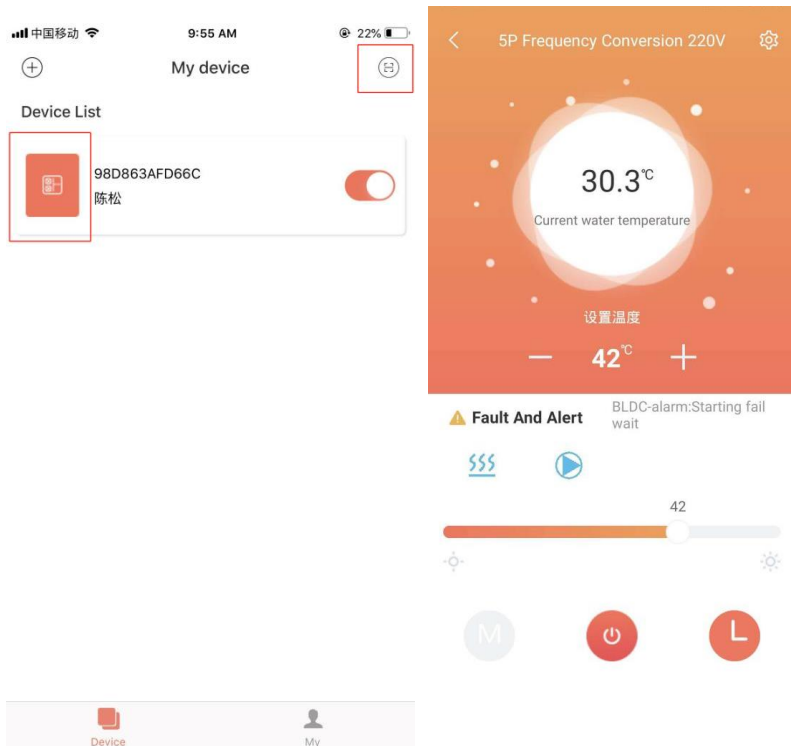 中国移动 9:55 AM 22%
My device
Device List
98D863AFD66C
陈松
Device My
5P Frequency Conversion 220V
30.3℃
Current water temperature
设置温度
42℃
Fault And Alert
BLDC-alarm:Starting fail
wait
42
M